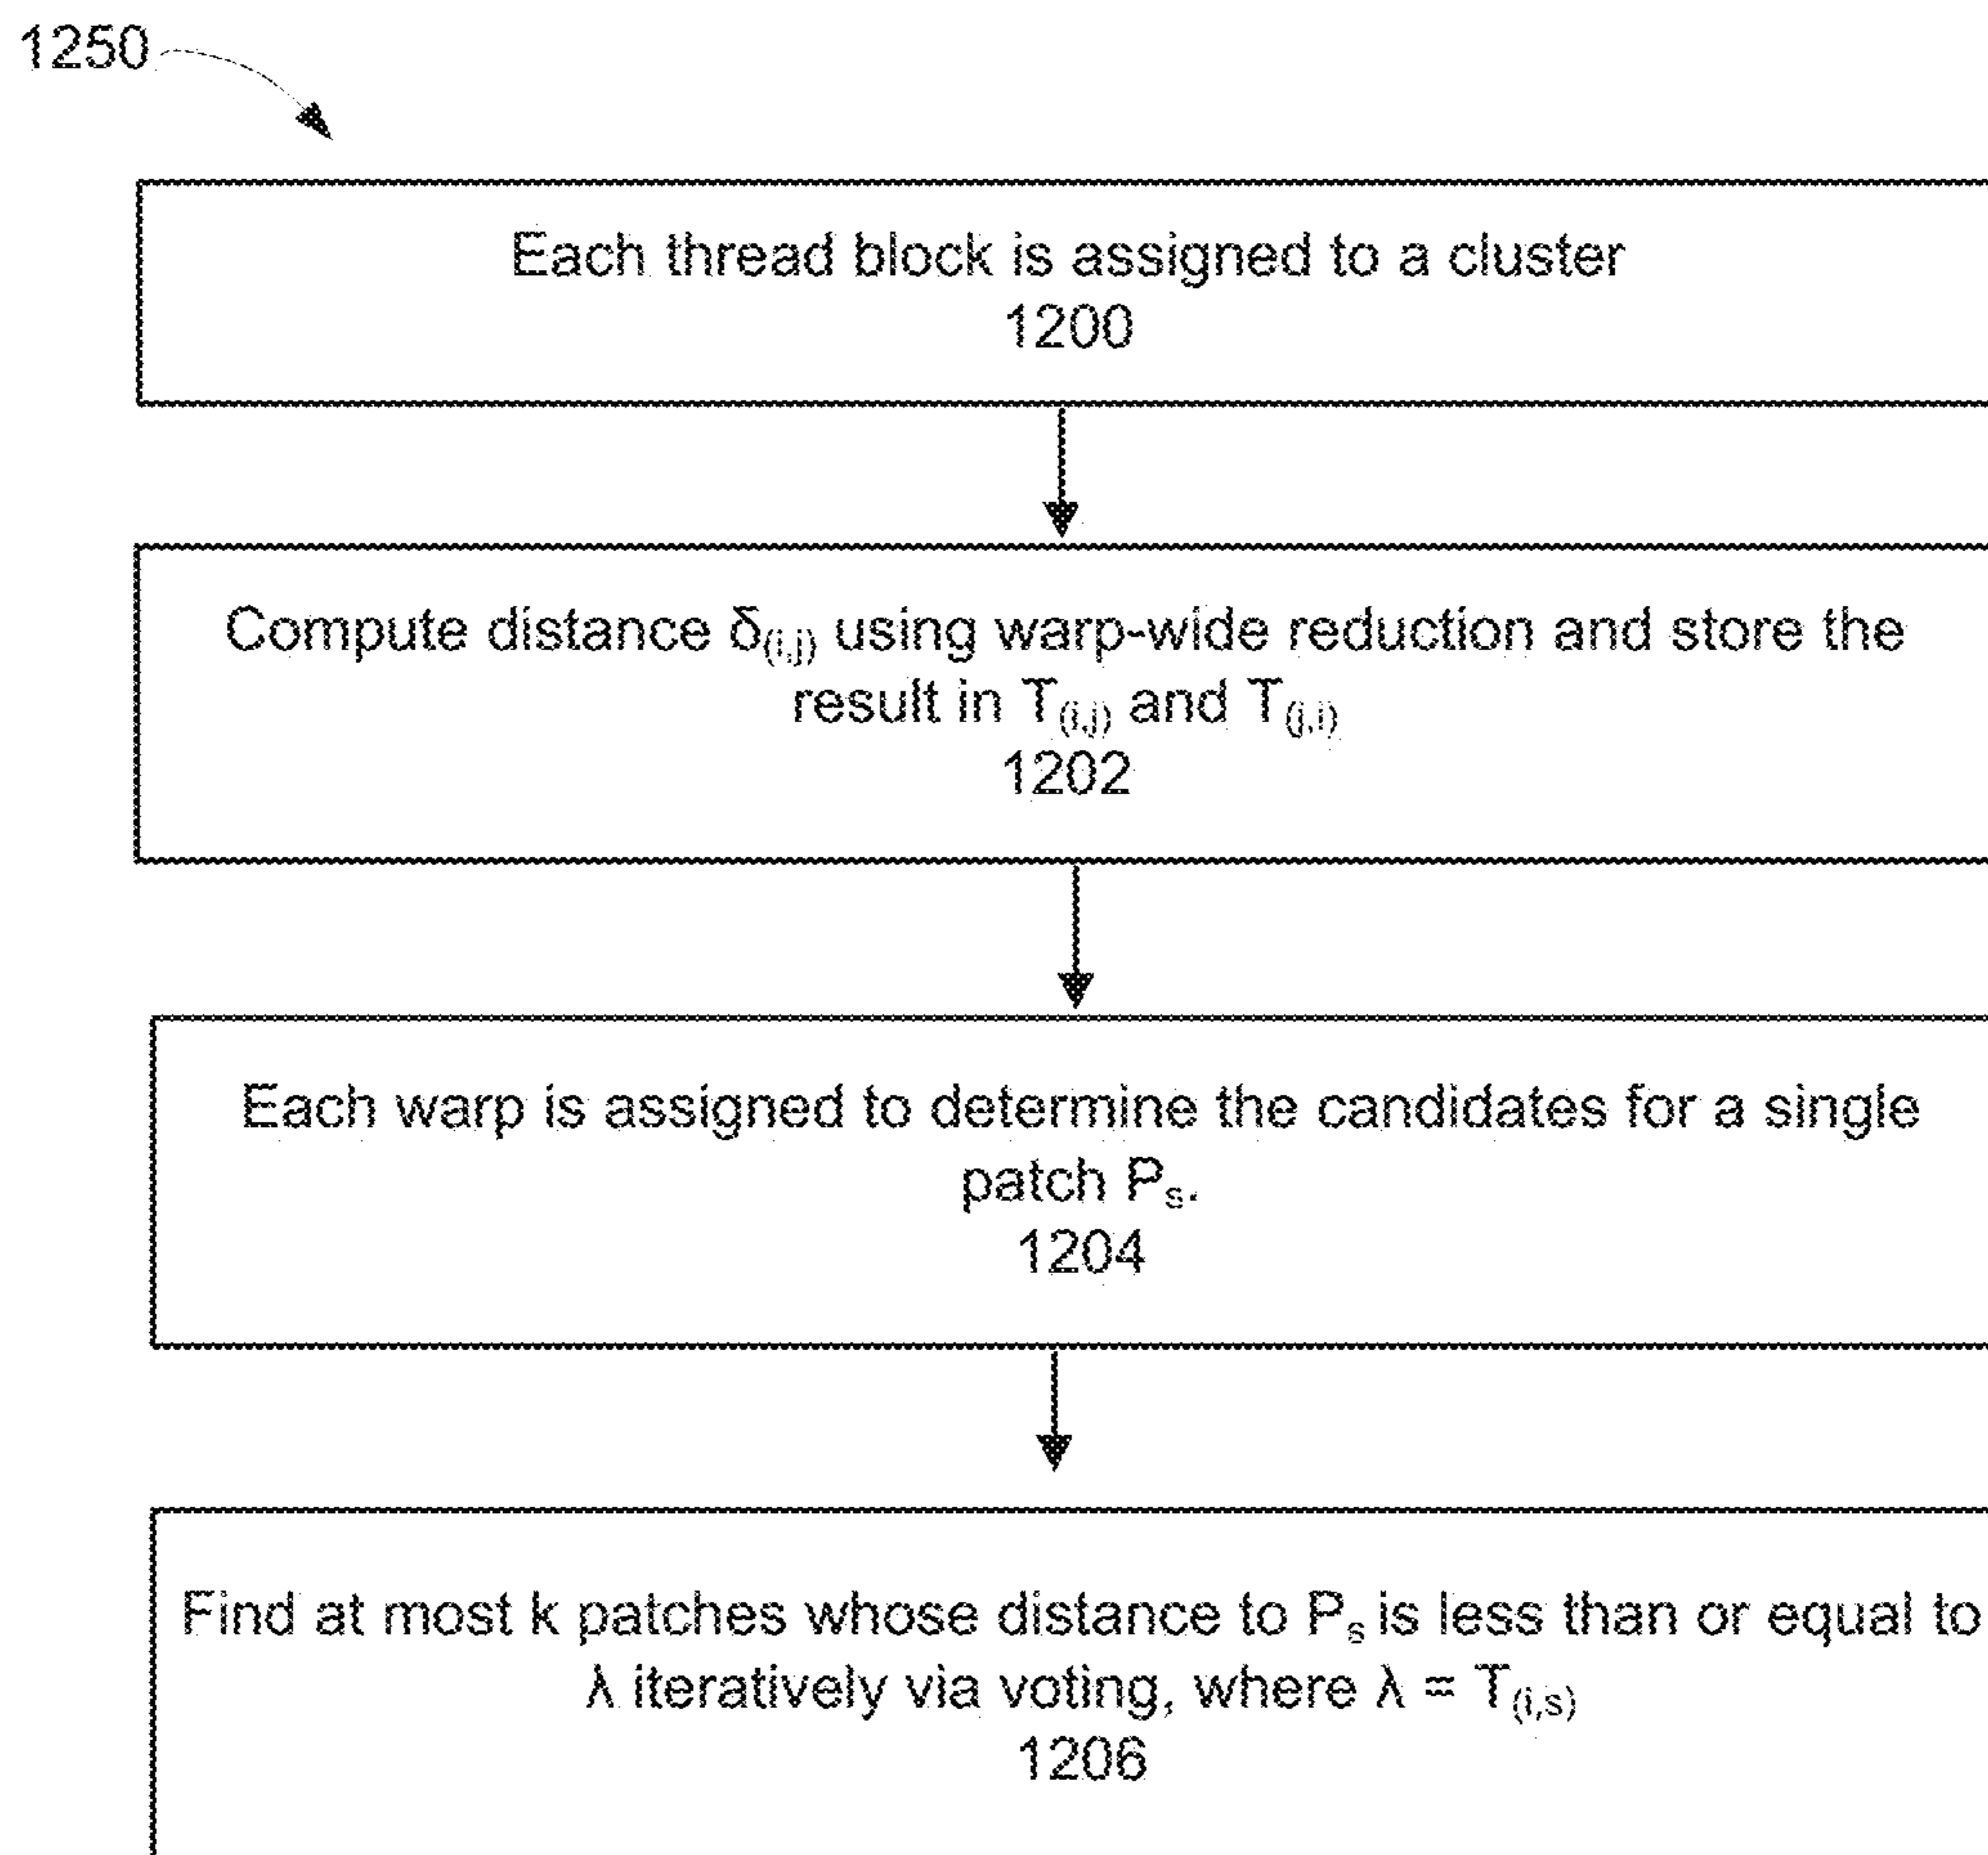 1250
Each thread block is assigned to a cluster
1200
Compute distance δ(i,j) using warp-wide reduction and store the
result in T(i,j) and T(j,i)
1202
Each warp is assigned to determine the candidates for a single
patch Ps.
1204
Find at most k patches whose distance to Ps is less than or equal to
λ iteratively via voting, where λ = T(i,s)
1206